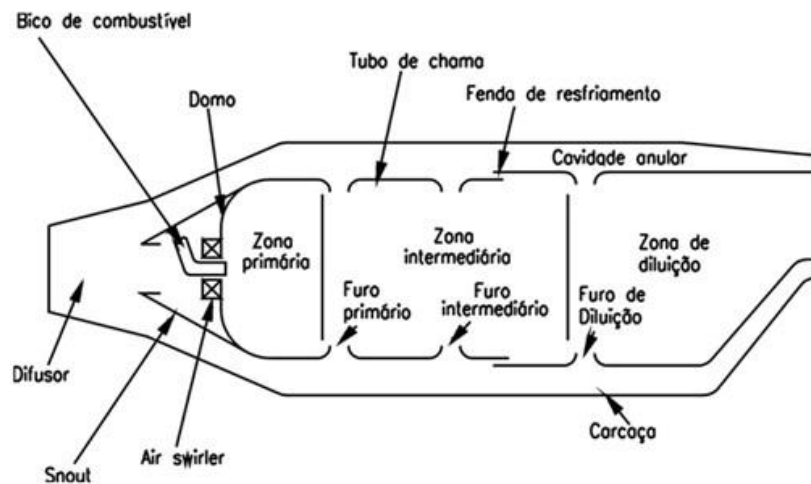 Bico de combustível
Tubo de chama
Domo
Fenda de resfriamento
Cavidade anular
Zona
primária
Zona
intermediária
Zona de
diluição
Furo
primário
Furo
intermediário
Furo de
Diluição
Difusor
Snout
Air swirler
Carcaça